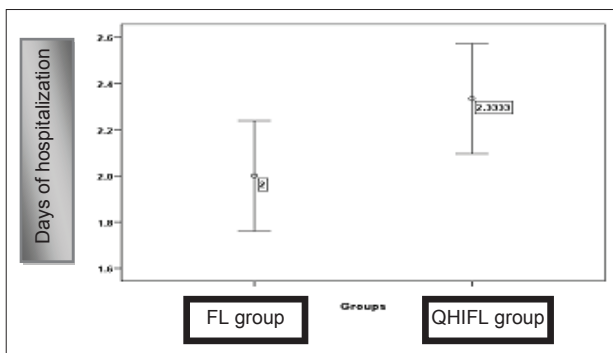 Days of hospitalization
2.6
2.4
2.2
2.0
1.8
1.6
2
2.3333
Groups
FL group
QHIFL group